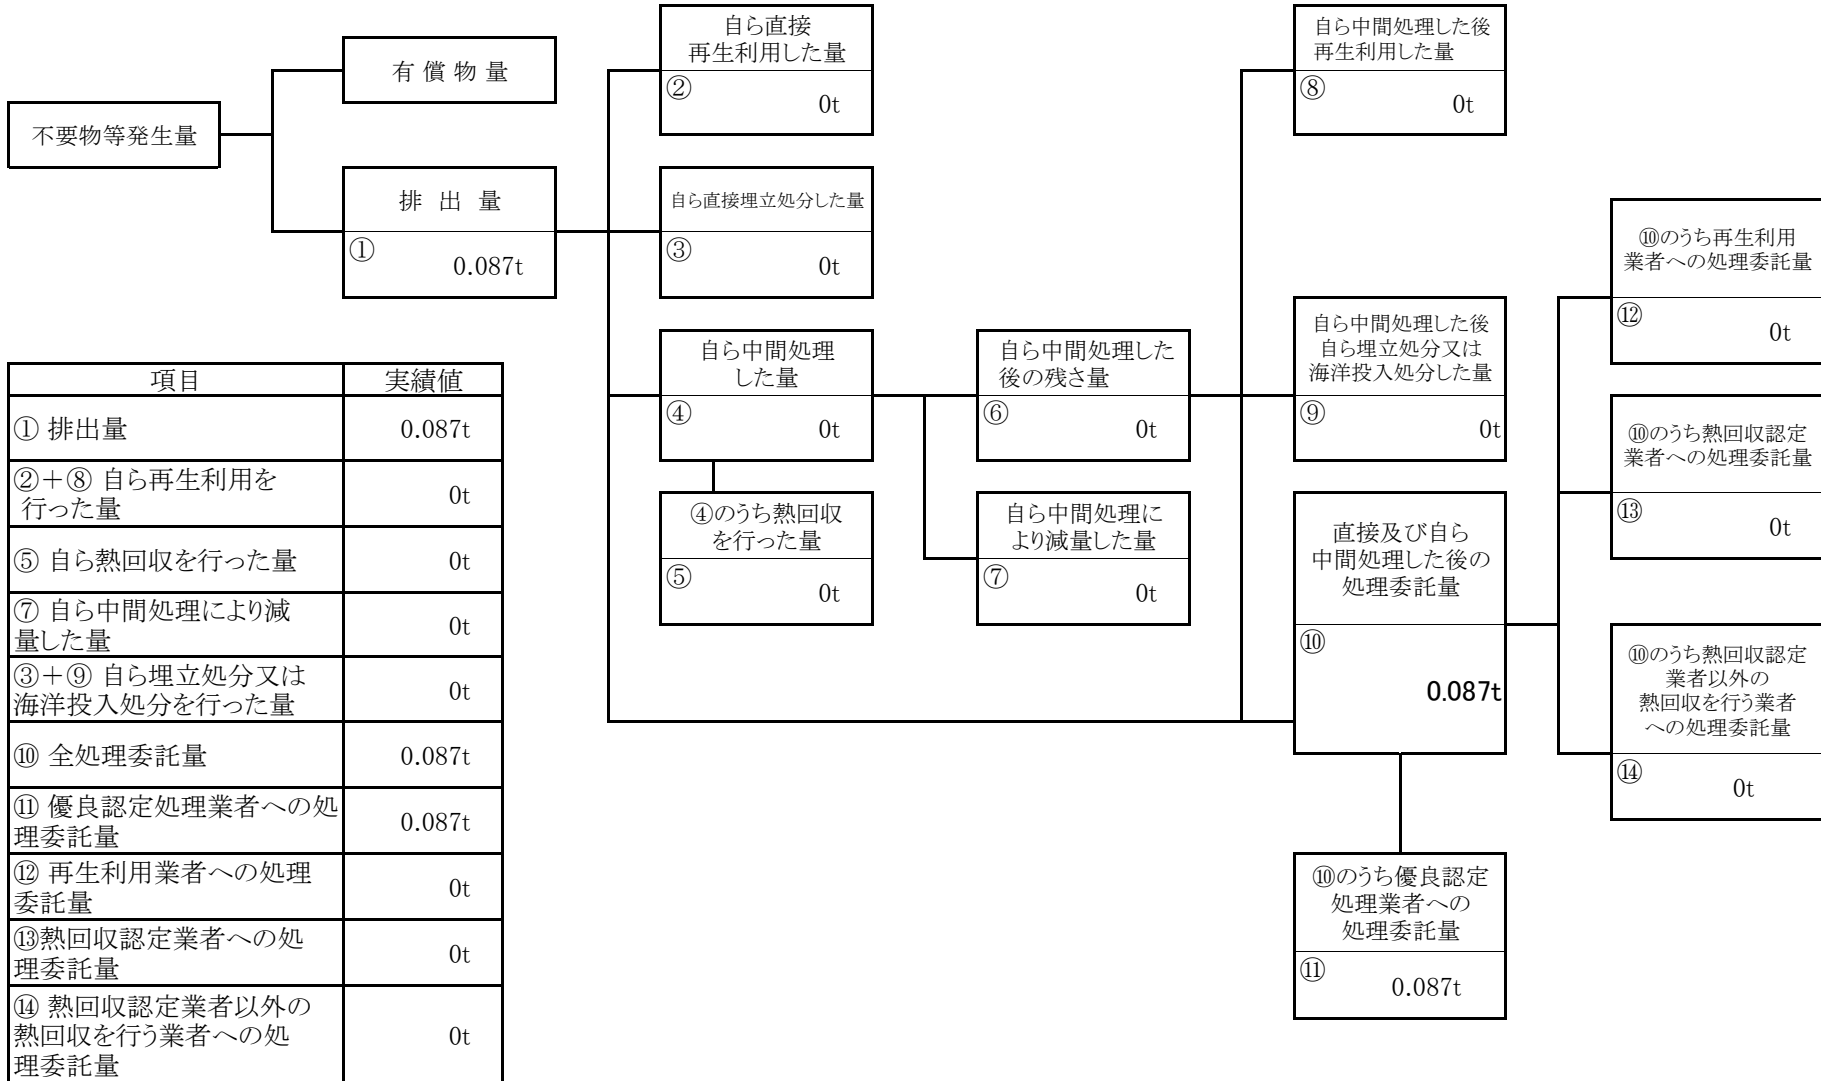 不要物等発生量
有償物量
排出量
①
0.087t
自ら直接
再生利用した量
②
0t
自ら直接埋立処分した量
③
0t
自ら中間処理
した量
④
0t
④のうち熱回収
を行った量
⑤
0t
自ら中間処理した
後の残さ量
⑥
0t
自ら中間処理に
より減量した量
⑦
0t
自ら中間処理した後
再生利用した量
⑧
0t
自ら中間処理した後
自ら埋立処分又は
海洋投入処分した量
⑨
0t
直接及び自ら
中間処理した後の
処理委託量
⑩
0.087t
⑩のうち優良認定
処理業者への
処理委託量
⑪
0.087t
⑩のうち再生利用
業者への処理委託量
⑫
0t
⑩のうち熱回収認定
業者への処理委託量
⑬
0t
⑩のうち熱回収認定
業者以外の
熱回収を行う業者
への処理委託量
⑭
0t
項目 実績値
① 排出量 0.087t
②＋⑧ 自ら再生利用を
行った量 0t
⑤ 自ら熱回収を行った量 0t
⑦ 自ら中間処理により減
量した量 0t
③＋⑨ 自ら埋立処分又は
海洋投入処分を行った量 0t
⑩ 全処理委託量 0.087t
⑪ 優良認定処理業者への処
理委託量 0.087t
⑫ 再生利用業者への処理
委託量 0t
⑬熱回収認定業者への処
理委託量 0t
⑭ 熱回収認定業者以外の
熱回収を行う業者への処
理委託量 0t